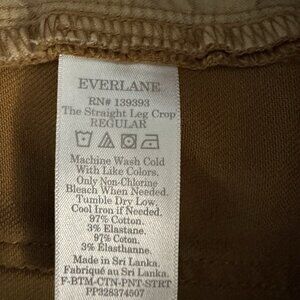 EVERLANE
RN# 139393
The Straight Leg Crop
REGULAR
Machine Wash Cold
With Like Colors.
Only Non-Chlorine
Bleach When Needed.
Tumble Dry Low.
Cool Iron if Needed.
97% Cotton.
3% Elastane.
97% Coton.
3% Elasthanne.
Made in Sri Lanka.
Fabriqué au Sri Lanka.
F-BTM-CTN-PNT-STRT
PP328374507